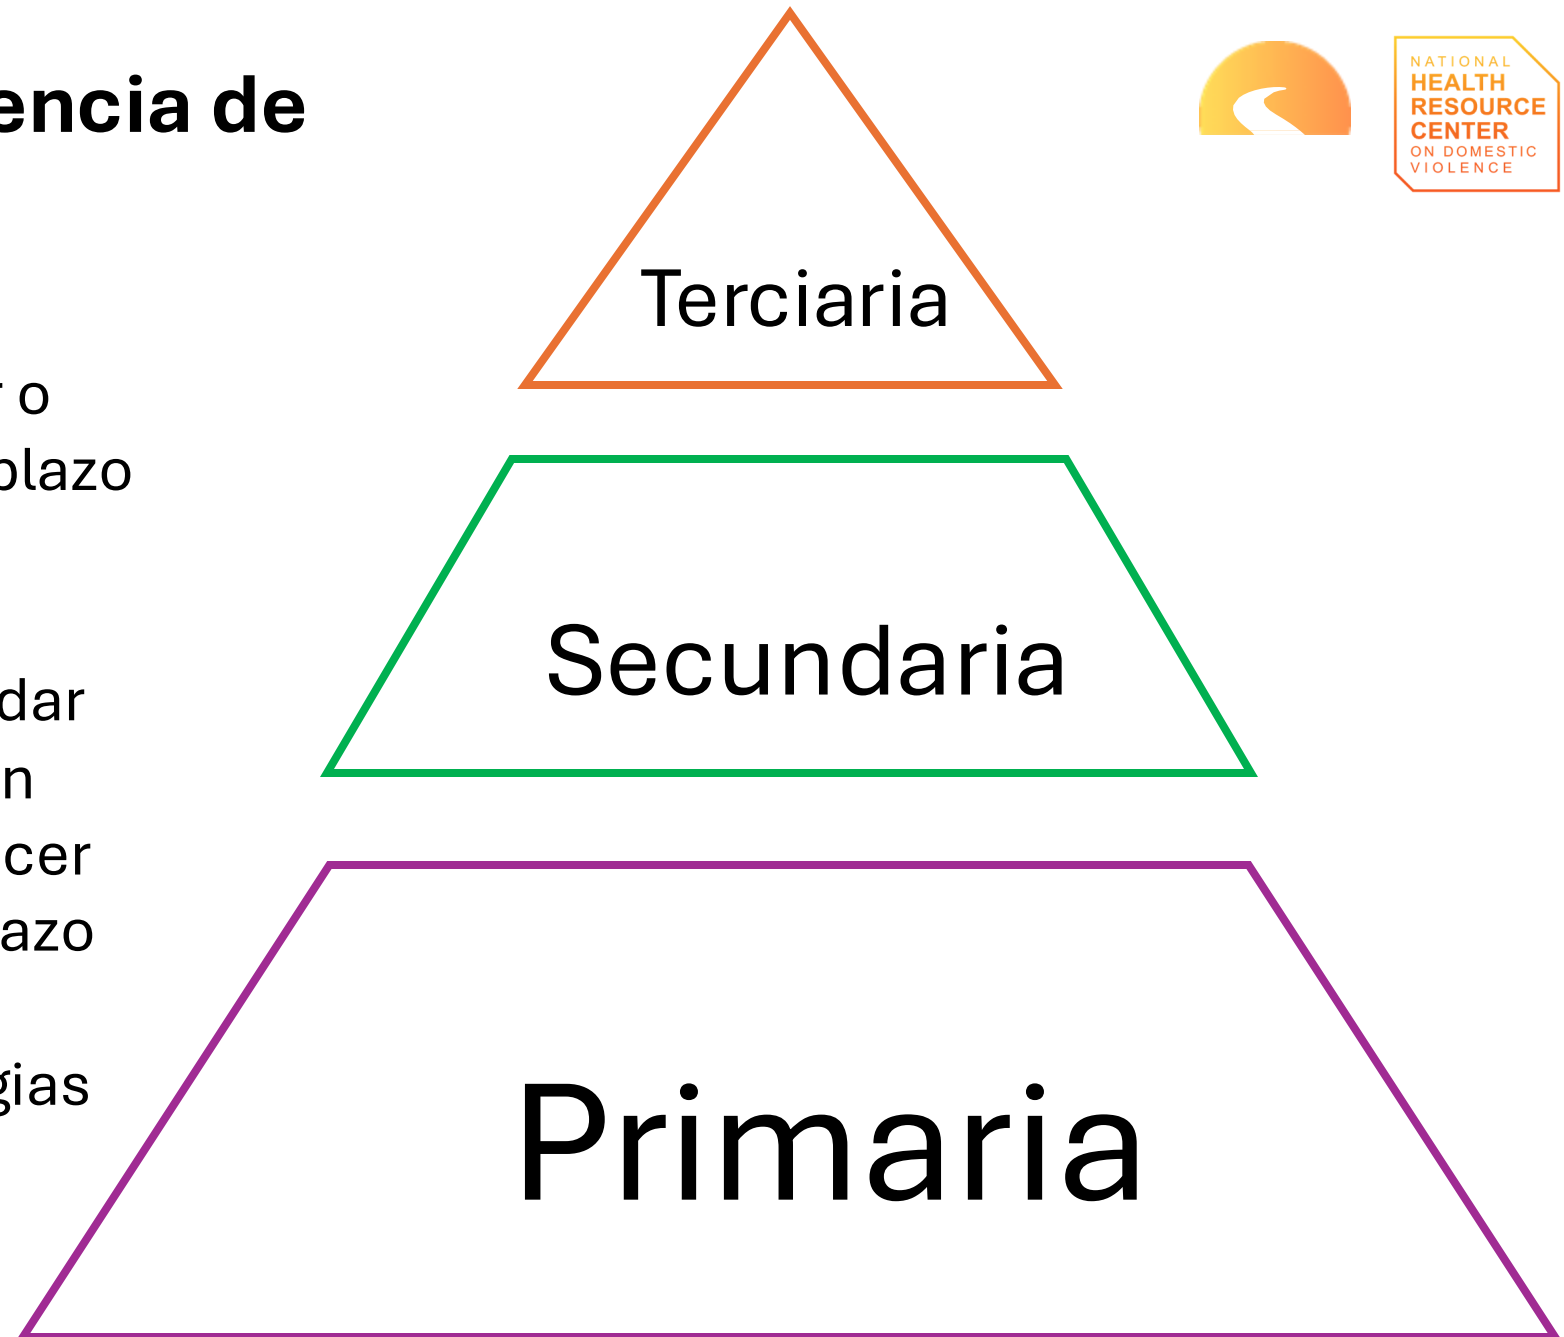 encia de
NATIONAL
HEALTH
RESOURCE
CENTER
ON DOMESTIC
VIOLENCE
Terciaria
r o
plazo
Secundaria
dar
n
cer
azo
gias
Primaria